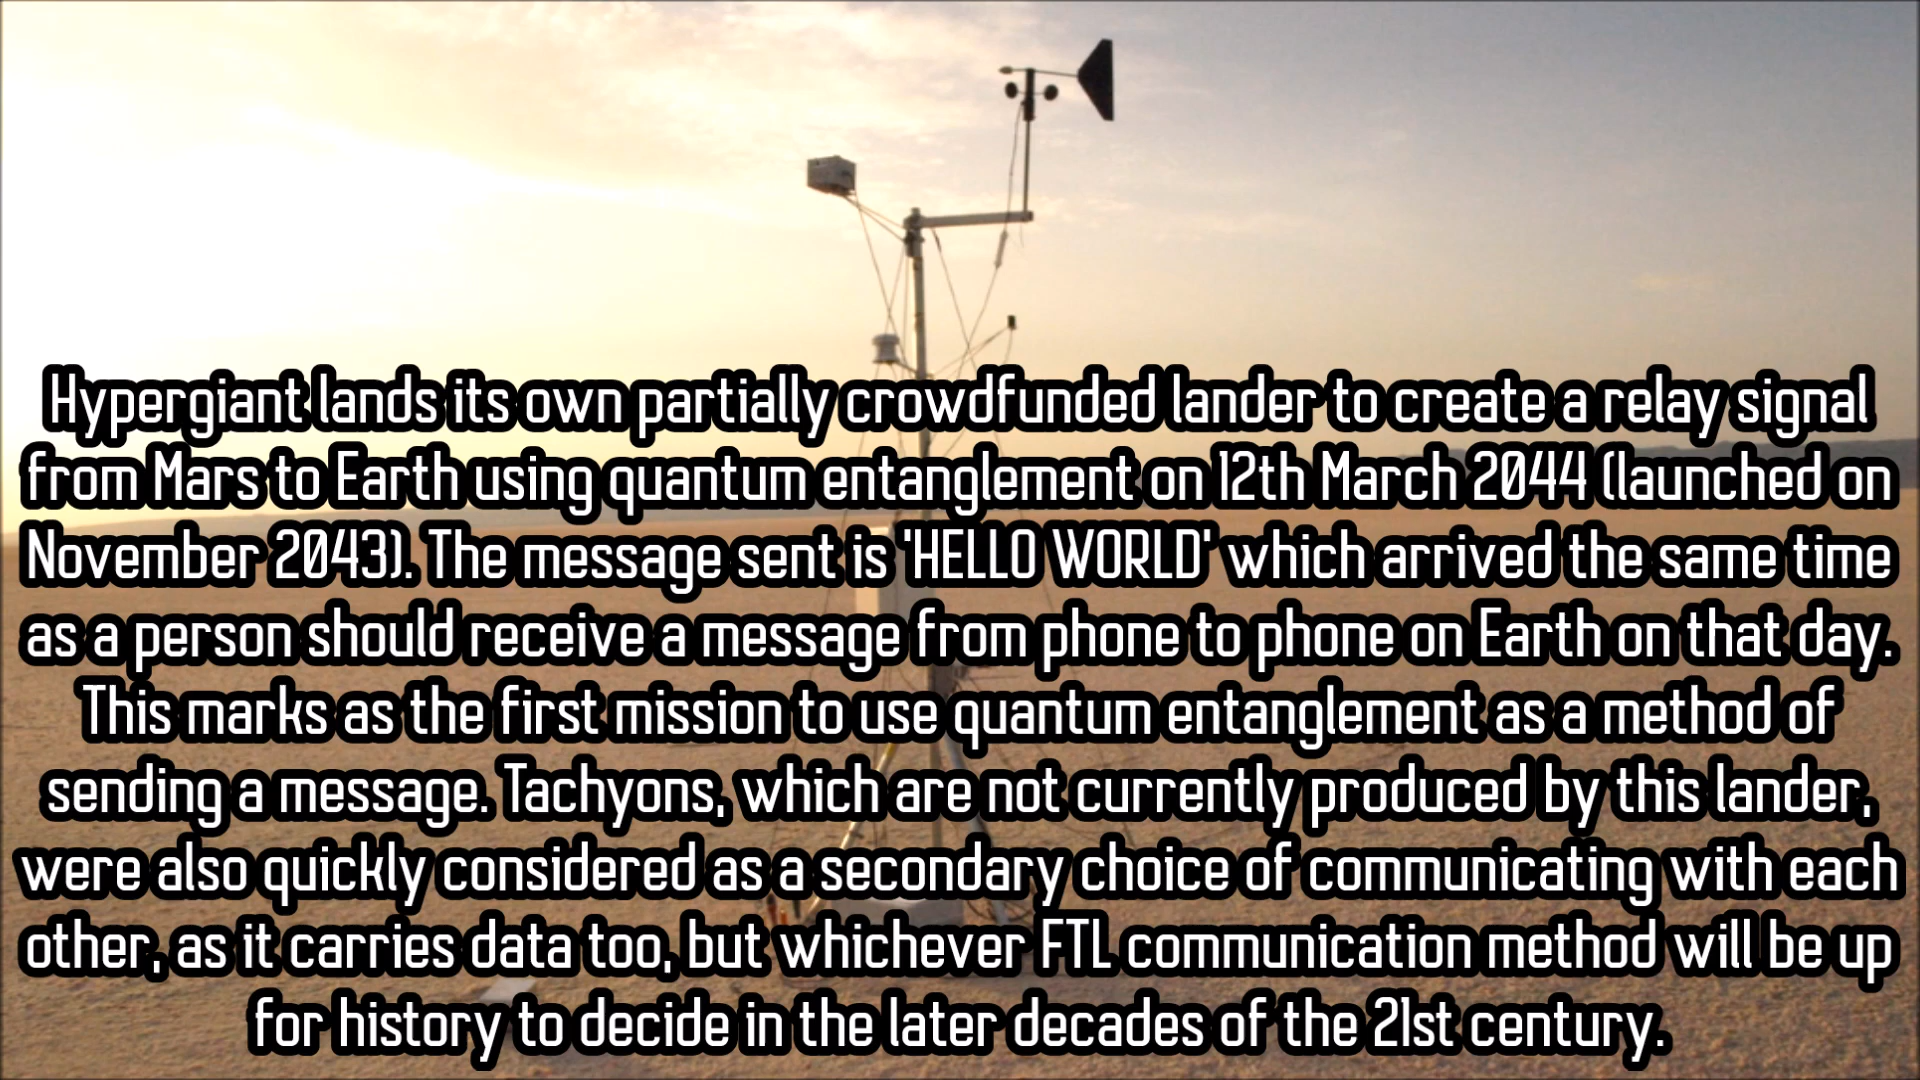 Hypergiant lands its own partially crowdfunded lander to create a relay signal
from Mars to Earth using quantum entanglement on 12th March 2044 (launched on
November 2043). The message sent is 'HELLO WORLD' which arrived the same time
as a person should receive a message from phone to phone on Earth on that day.
This marks as the first mission to use quantum entanglement as a method of
sending a message. Tachyons, which are not currently produced by this lander,
were also quickly considered as a secondary choice of communicating with each
other, as it carries data too, but whichever FTL communication method will be up
for history to decide in the later decades of the 21st century.